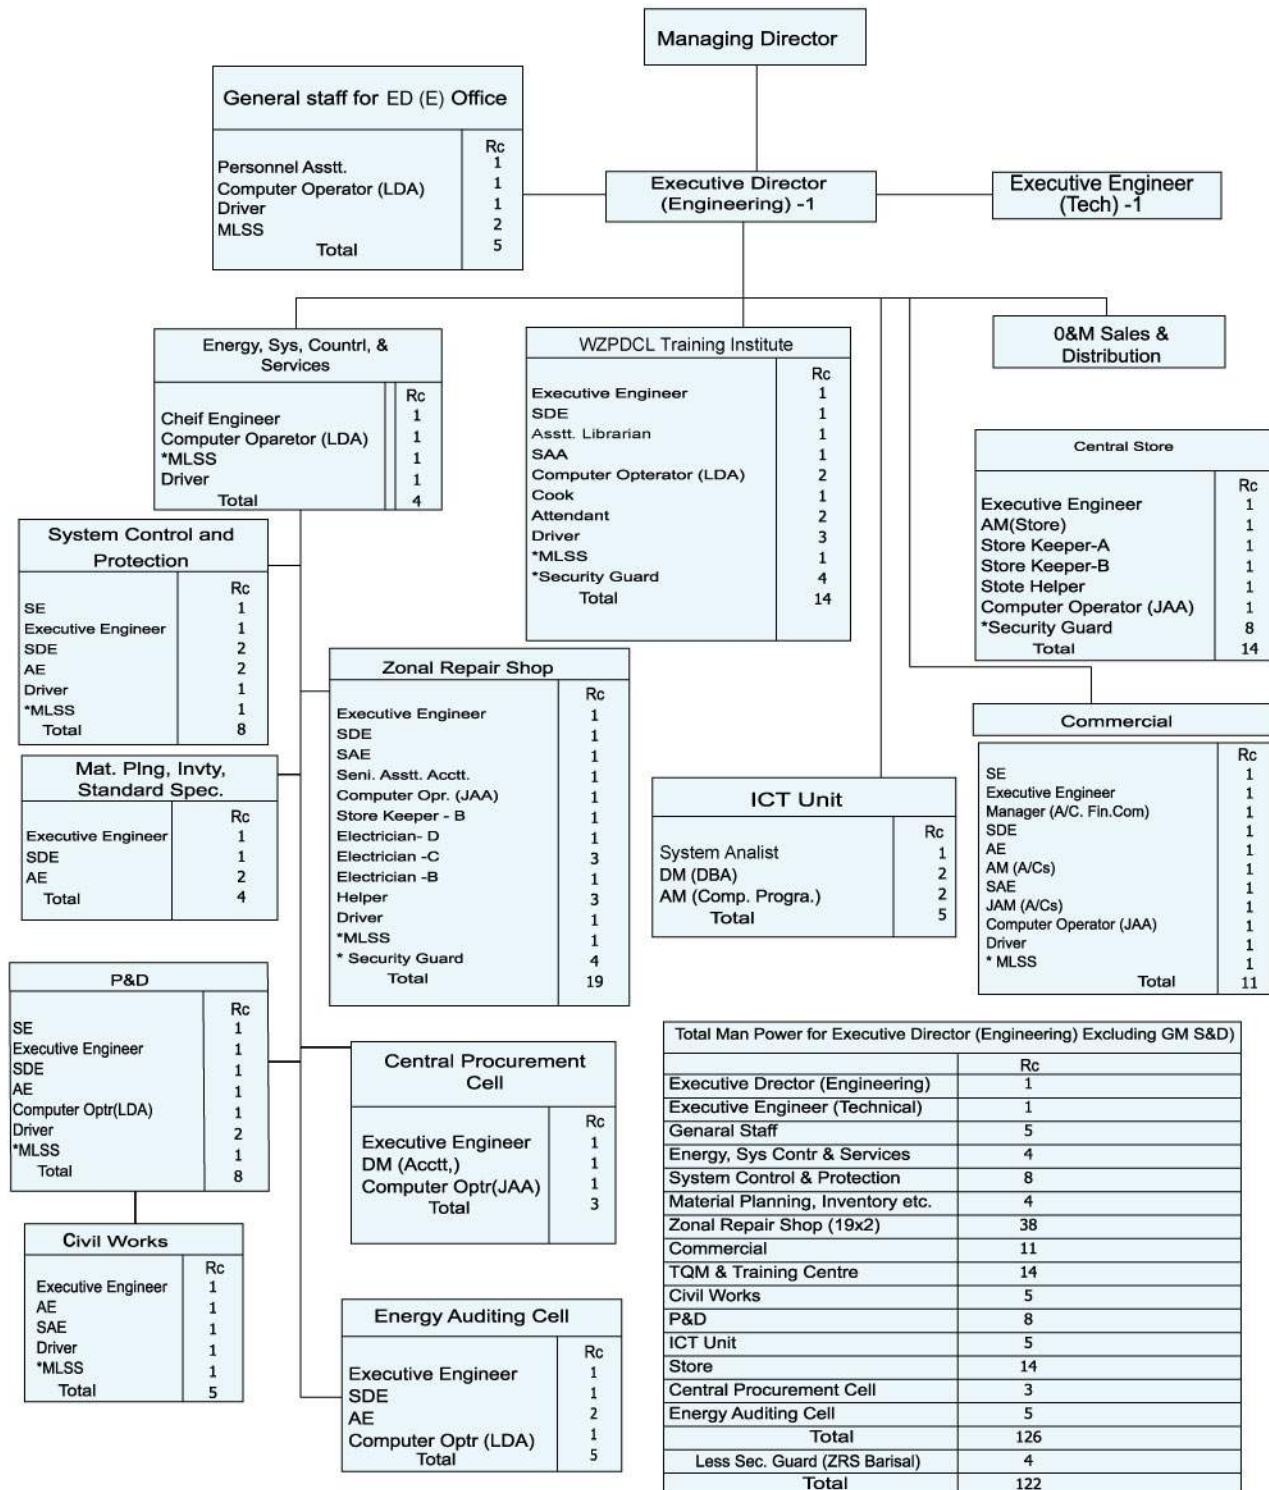 Managing Director
General staff for ED (E) Office
Rc
Personnel Asstt. 1
Computer Operator (LDA) 1
Driver 1
MLSS 2
Total 5
Executive Director
(Engineering) -1
Executive Engineer
(Tech) -1
Energy, Sys, Countrl, &
Services
Rc
Cheif Engineer 1
Computer Oparetor (LDA) 1
*MLSS 1
Driver 1
Total 4
WZPDCL Training Institute
Rc
Executive Engineer 1
SDE 1
Asstt. Librarian 1
SAA 1
Computer Opterator (LDA) 2
Cook 1
Attendant 2
Driver 3
*MLSS 1
*Security Guard 4
Total 14
0&M Sales &
Distribution
Central Store
Rc
Executive Engineer 1
AM(Store) 1
Store Keeper-A 1
Store Keeper-B 1
Stote Helper 1
Computer Operator (JAA) 1
*Security Guard 8
Total 14
System Control and
Protection
Rc
SE 1
Executive Engineer 1
SDE 2
AE 2
Driver 1
*MLSS 1
Total 8
Zonal Repair Shop
Rc
Executive Engineer 1
SDE 1
SAE 1
Seni. Asstt. Acctt. 1
Computer Opr. (JAA) 1
Store Keeper - B 1
Electrician- D 1
Electrician -C 3
Electrician -B 1
Helper 3
Driver 1
*MLSS 1
* Security Guard 4
Total 19
Commercial
Rc
SE 1
Executive Engineer 1
Manager (A/C. Fin.Com) 1
SDE 1
AE 1
AM (A/Cs) 1
SAE 1
JAM (A/Cs) 1
Computer Operator (JAA) 1
Driver 1
* MLSS 1
Total 11
Mat. Plng, Invty,
Standard Spec.
Rc
Executive Engineer 1
SDE 1
AE 2
Total 4
ICT Unit
Rc
System Analist 1
DM (DBA) 2
AM (Comp. Progra.) 2
Total 5
P&D
Rc
SE 1
Executive Engineer 1
SDE 1
AE 1
Computer Optr(LDA) 1
Driver 2
*MLSS 1
Total 8
Central Procurement
Cell
Rc
Executive Engineer 1
DM (Acctt,) 1
Computer Optr(JAA) 1
Total 3
Civil Works
Rc
Executive Engineer 1
AE 1
SAE 1
Driver 1
*MLSS 1
Total 5
Energy Auditing Cell
Rc
Executive Engineer 1
SDE 1
AE 2
Computer Optr (LDA) 1
Total 5
Total Man Power for Executive Director (Engineering) Excluding GM S&D)
Rc
Executive Drector (Engineering) 1
Executive Engineer (Technical) 1
Genaral Staff 5
Energy, Sys Contr & Services 4
System Control & Protection 8
Material Planning, Inventory etc. 4
Zonal Repair Shop (19x2) 38
Commercial 11
TQM & Training Centre 14
Civil Works 5
P&D 8
ICT Unit 5
Store 14
Central Procurement Cell 3
Energy Auditing Cell 5
Total 126
Less Sec. Guard (ZRS Barisal) 4
Total 122